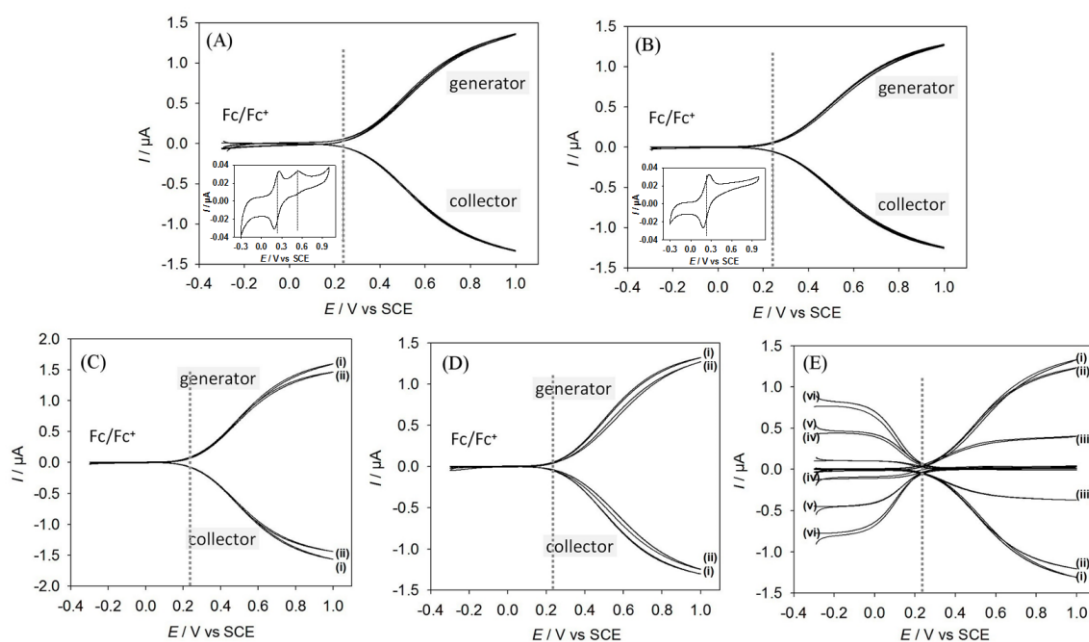 (A)
1.5
1.0
0.5
0.0
-0.5
-1.0
-1.5
I / µA
Fc/Fc⁺
generator
collector
0.04
0.02
0.00
-0.02
-0.04
I / µA
-0.3 0.0 0.3 0.6 0.9
E / V vs SCE
-0.4 -0.2 0.0 0.2 0.4 0.6 0.8 1.0
E / V vs SCE
(B)
1.5
1.0
0.5
0.0
-0.5
-1.0
-1.5
I / µA
Fc/Fc⁺
generator
collector
0.04
0.02
0.00
-0.02
-0.04
I / µA
-0.3 0.0 0.3 0.6 0.9
E / V vs SCE
-0.4 -0.2 0.0 0.2 0.4 0.6 0.8 1.0
E / V vs SCE
(C)
2.0
1.5
1.0
0.5
0.0
-0.5
-1.0
-1.5
-2.0
I / µA
generator
(i)
(ii)
Fc/Fc⁺
collector
(ii)
(i)
-0.4 -0.2 0.0 0.2 0.4 0.6 0.8 1.0
E / V vs SCE
(D)
1.5
1.0
0.5
0.0
-0.5
-1.0
-1.5
I / µA
generator
(i)
(ii)
Fc/Fc⁺
collector
(ii)
(i)
-0.4 -0.2 0.0 0.2 0.4 0.6 0.8 1.0
E / V vs SCE
(E)
1.5
1.0
0.5
0.0
-0.5
-1.0
-1.5
I / µA
(i)
(ii)
(vi)
(v)
(iv)
(iii)
(iv)
(iii)
(v)
(vi)
(ii)
(i)
-0.4 -0.2 0.0 0.2 0.4 0.6 0.8 1.0
E / V vs SCE